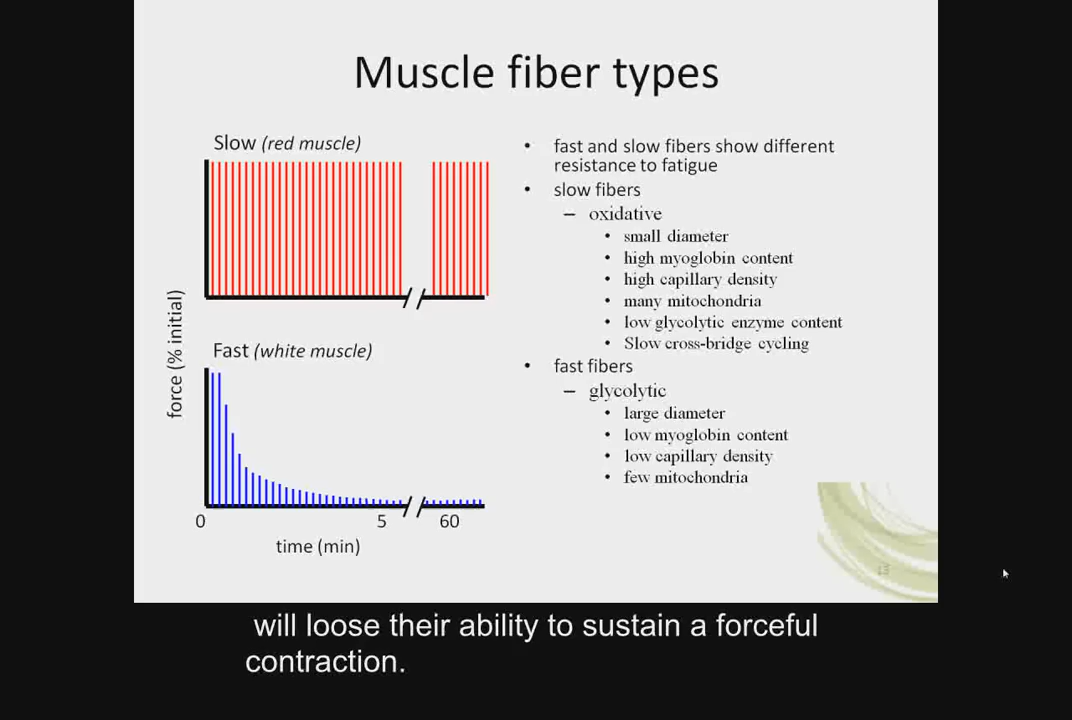 Muscle fiber types
Slow (red muscle)
Fast (white muscle)
force (% initial)
0
5
60
time (min)
• fast and slow fibers show different
resistance to fatigue
• slow fibers
– oxidative
• small diameter
• high myoglobin content
• high capillary density
• many mitochondria
• low glycolytic enzyme content
• Slow cross-bridge cycling
• fast fibers
– glycolytic
• large diameter
• low myoglobin content
• low capillary density
• few mitochondria
will loose their ability to sustain a forceful
contraction.